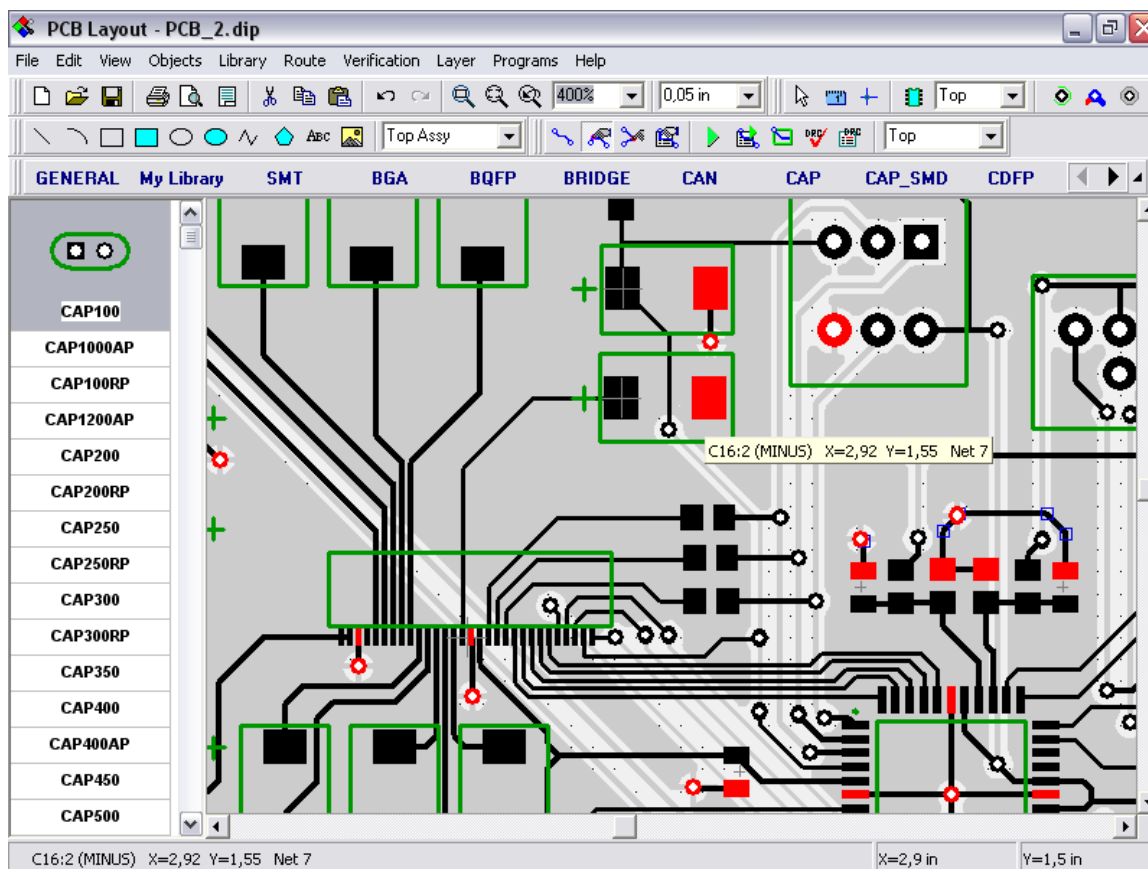 PCB Layout - PCB_2.dip
File Edit View Objects Library Route Verification Layer Programs Help
400% 0,05 in Top
ABC Top Assy DRC DRC Top
GENERAL My Library SMT BGA BQFP BRIDGE CAN CAP CAP_SMD CDFP
CAP100
CAP1000AP
CAP100RP
CAP1200AP
CAP200
CAP200RP
CAP250
CAP250RP
CAP300
CAP300RP
CAP350
CAP400
CAP400AP
CAP450
CAP500
C16:2 (MINUS) X=2,92 Y=1,55 Net 7
C16:2 (MINUS) X=2,92 Y=1,55 Net 7 X=2,9 in Y=1,5 in